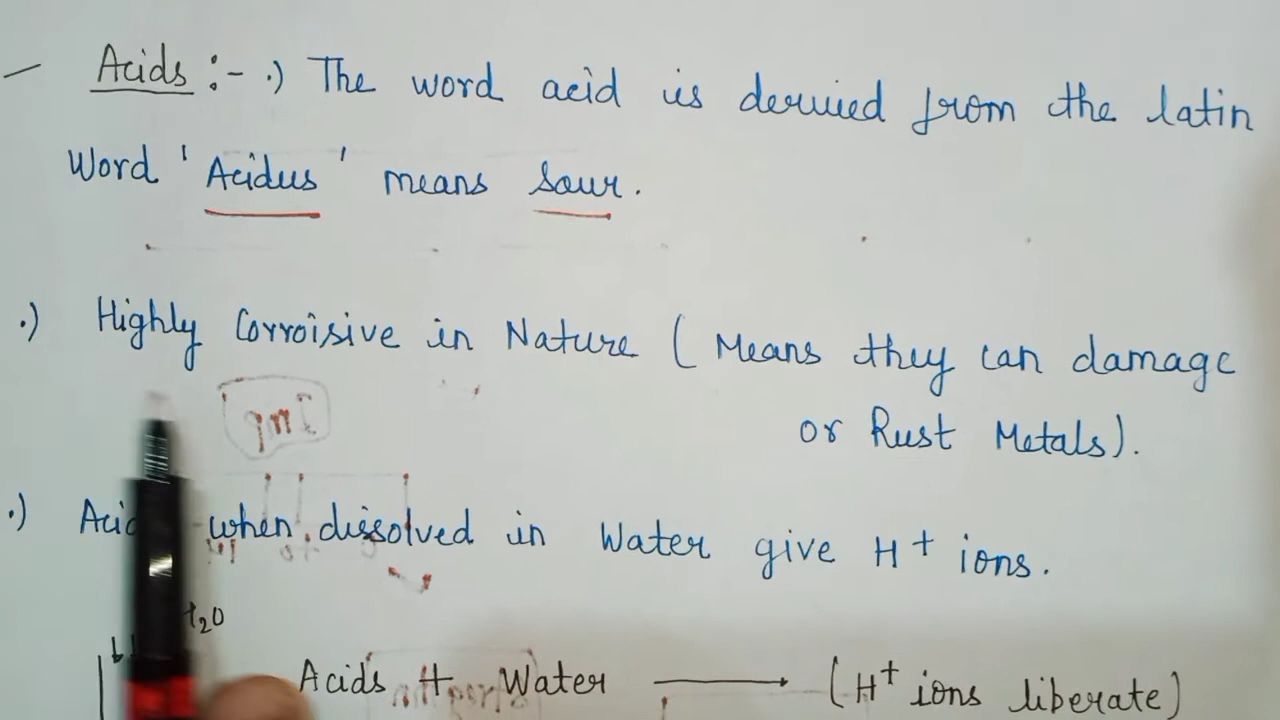 Acids :- .) The word acid is derived from the latin
Word 'Acidus' means Sour.
.) Highly Corroisive in Nature ( Means they can damage
or Rust Metals).
.) when dissolved in Water give H+ ions.
H₂O
Acids + Water ⟶ (H+ ions liberate)